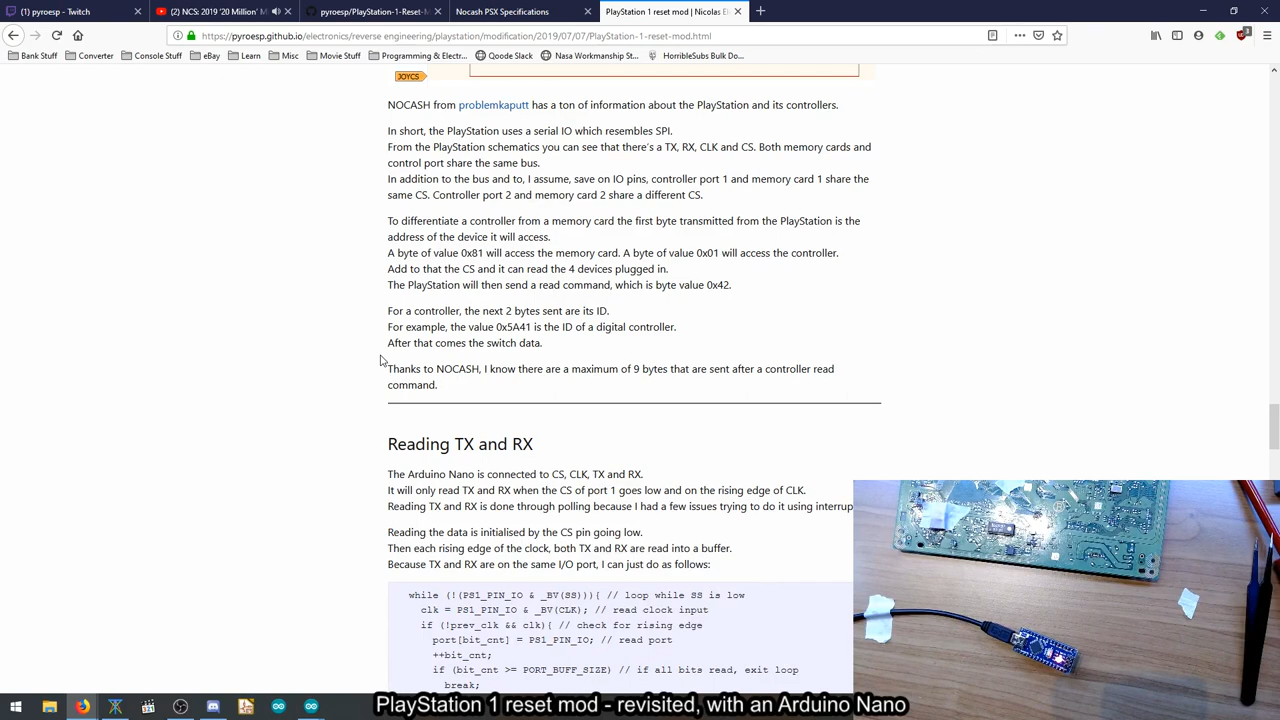 (1) pyroesp - Twitch
(2) NCS: 2019 '20 Million' M
pyroesp/PlayStation-1-Reset-M
Nocash PSX Specifications
PlayStation 1 reset mod | Nicolas El
https://pyroesp.github.io/electronics/reverse engineering/playstation/modification/2019/07/07/PlayStation-1-reset-mod.html
Bank Stuff
Converter
Console Stuff
eBay
Learn
Misc
Movie Stuff
Programming & Electr...
Qoode Slack
Nasa Workmanship St...
HorribleSubs Bulk Do...
JOYCS
NOCASH from problemkaputt has a ton of information about the PlayStation and its controllers.
In short, the PlayStation uses a serial IO which resembles SPI.
From the PlayStation schematics you can see that there's a TX, RX, CLK and CS. Both memory cards and
control port share the same bus.
In addition to the bus and to, I assume, save on IO pins, controller port 1 and memory card 1 share the
same CS. Controller port 2 and memory card 2 share a different CS.
To differentiate a controller from a memory card the first byte transmitted from the PlayStation is the
address of the device it will access.
A byte of value 0x81 will access the memory card. A byte of value 0x01 will access the controller.
Add to that the CS and it can read the 4 devices plugged in.
The PlayStation will then send a read command, which is byte value 0x42.
For a controller, the next 2 bytes sent are its ID.
For example, the value 0x5A41 is the ID of a digital controller.
After that comes the switch data.
Thanks to NOCASH, I know there are a maximum of 9 bytes that are sent after a controller read
command.
Reading TX and RX
The Arduino Nano is connected to CS, CLK, TX and RX.
It will only read TX and RX when the CS of port 1 goes low and on the rising edge of CLK.
Reading TX and RX is done through polling because I had a few issues trying to do it using interrup
Reading the data is initialised by the CS pin going low.
Then each rising edge of the clock, both TX and RX are read into a buffer.
Because TX and RX are on the same I/O port, I can just do as follows:
while (!(PS1_PIN_IO & _BV(SS))){ // loop while SS is low
clk = PS1_PIN_IO & _BV(CLK); // read clock input
if (!prev_clk && clk){ // check for rising edge
port[bit_cnt] = PS1_PIN_IO; // read port
++bit_cnt;
if (bit_cnt >= PORT_BUFF_SIZE) // if all bits read, exit loop
break;
PlayStation 1 reset mod - revisited, with an Arduino Nano